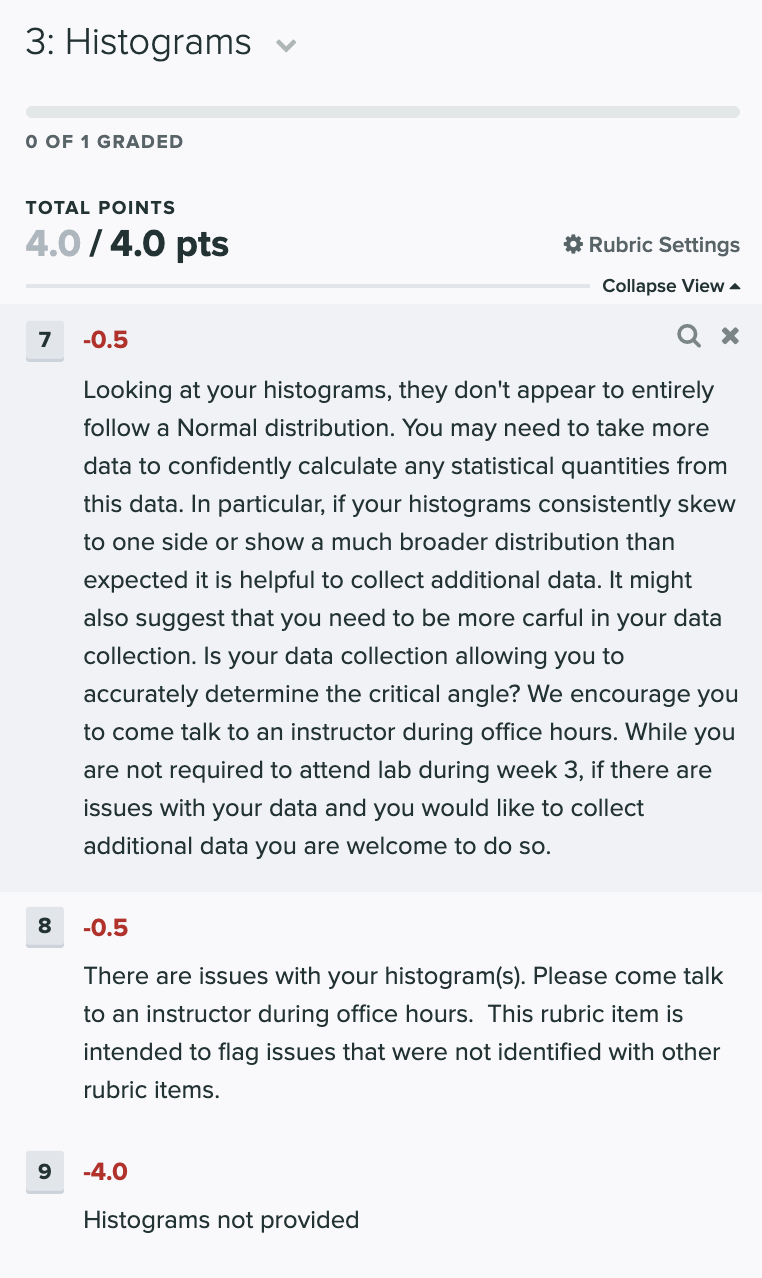 3: Histograms
0 OF 1 GRADED
TOTAL POINTS
4.0 / 4.0 pts
Rubric Settings
Collapse View
7
-0.5
Looking at your histograms, they don't appear to entirely
follow a Normal distribution. You may need to take more
data to confidently calculate any statistical quantities from
this data. In particular, if your histograms consistently skew
to one side or show a much broader distribution than
expected it is helpful to collect additional data. It might
also suggest that you need to be more carful in your data
collection. Is your data collection allowing you to
accurately determine the critical angle? We encourage you
to come talk to an instructor during office hours. While you
are not required to attend lab during week 3, if there are
issues with your data and you would like to collect
additional data you are welcome to do so.
8
-0.5
There are issues with your histogram(s). Please come talk
to an instructor during office hours.  This rubric item is
intended to flag issues that were not identified with other
rubric items.
9
-4.0
Histograms not provided